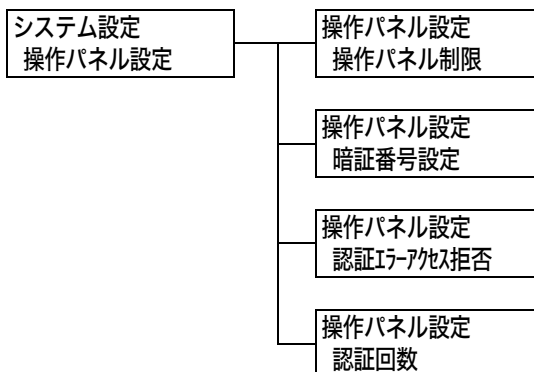 システム設定
操作パネル設定
操作パネル設定
操作パネル制限
操作パネル設定
暗証番号設定
操作パネル設定
認証ｴﾗｰｱｸｾｽ拒否
操作パネル設定
認証回数